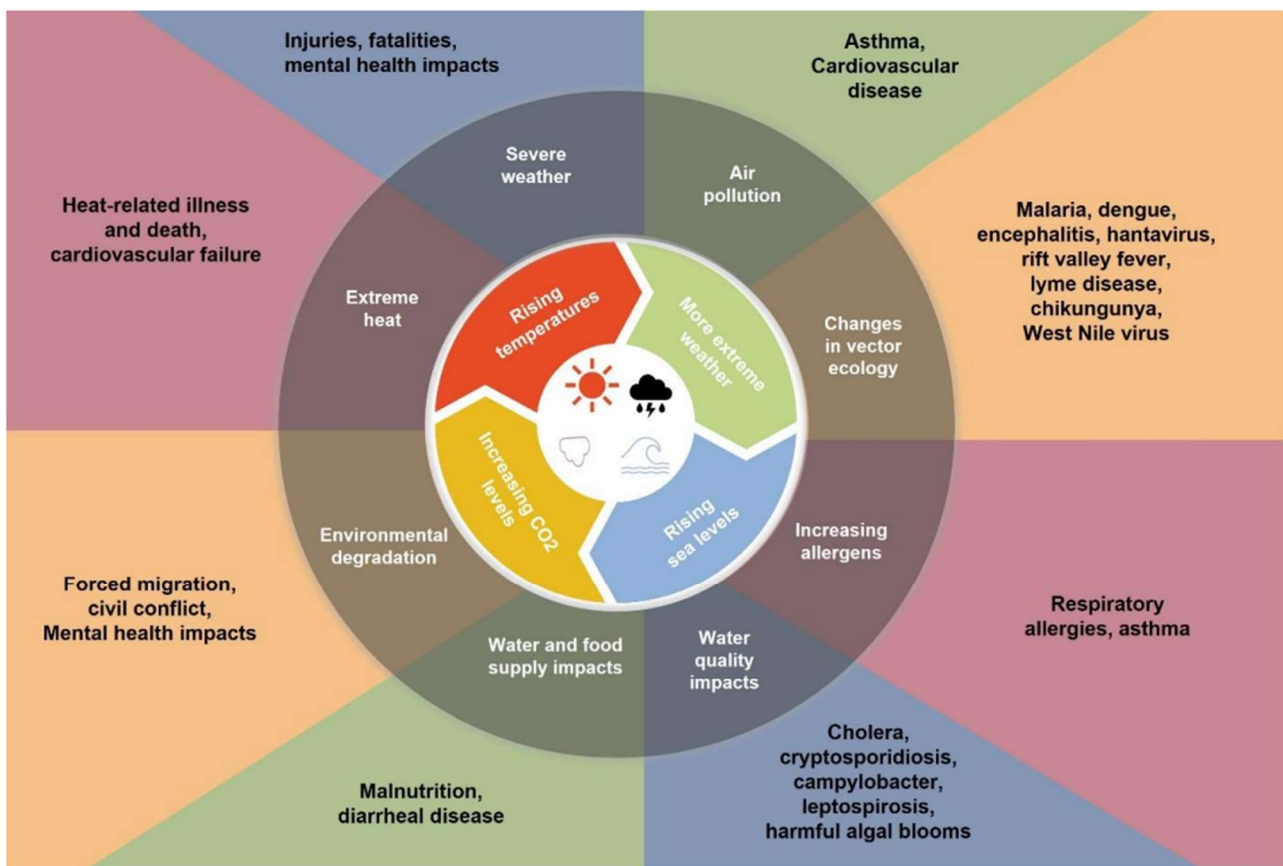 Injuries, fatalities,
mental health impacts
Asthma,
Cardiovascular
disease
Severe
weather
Air
pollution
Heat-related illness
and death,
cardiovascular failure
Malaria, dengue,
encephalitis, hantavirus,
rift valley fever,
lyme disease,
chikungunya,
West Nile virus
Extreme
heat
Rising
temperatures
More extreme
weather
Changes
in vector
ecology
Increasing CO2
levels
Rising
sea levels
Environmental
degradation
Increasing
allergens
Forced migration,
civil conflict,
Mental health impacts
Respiratory
allergies, asthma
Water and food
supply impacts
Water
quality
impacts
Malnutrition,
diarrheal disease
Cholera,
cryptosporidiosis,
campylobacter,
leptospirosis,
harmful algal blooms